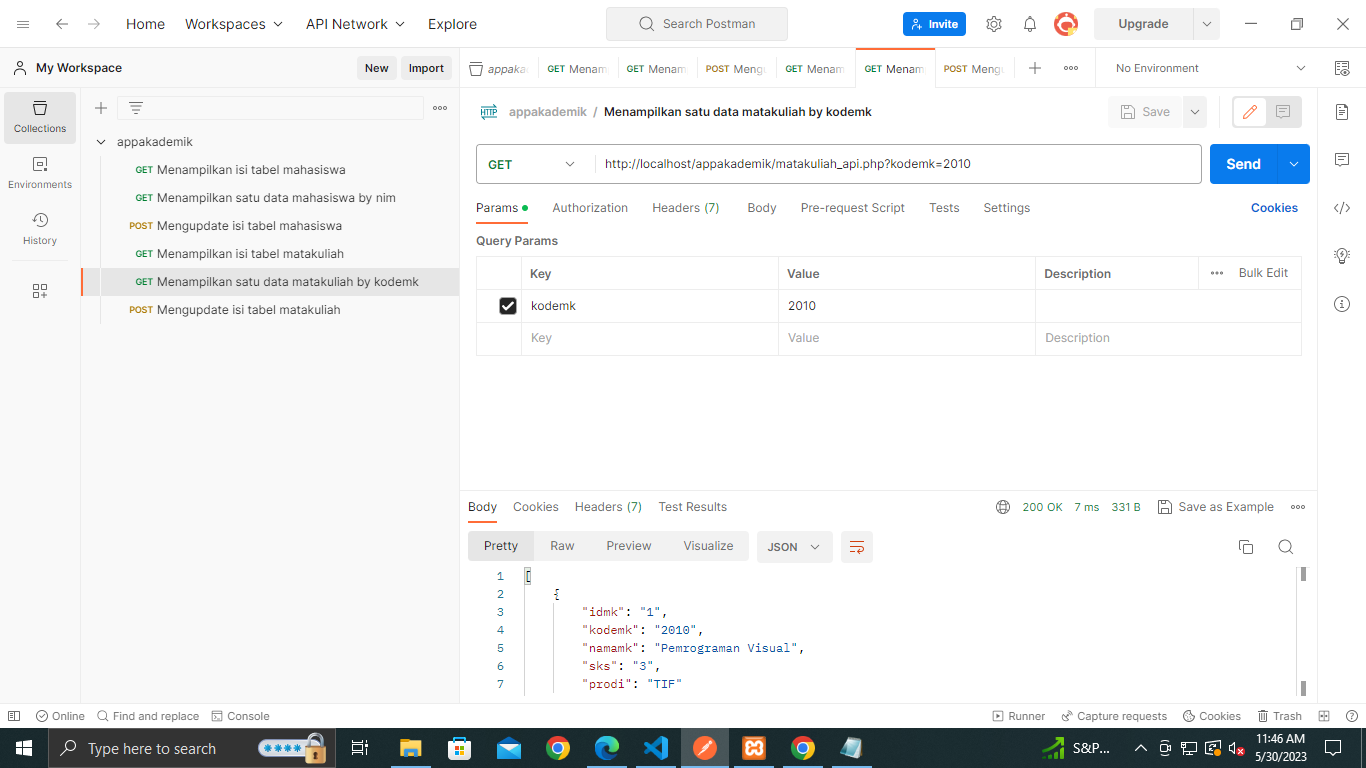 Home Workspaces API Network Explore Search Postman Invite Upgrade
My Workspace New Import
appaka GET Menam GET Menam POST Mengu GET Menam GET Menam POST Mengu No Environment
Collections
Environments
History
appakademik
GET Menampilkan isi tabel mahasiswa
GET Menampilkan satu data mahasiswa by nim
POST Mengupdate isi tabel mahasiswa
GET Menampilkan isi tabel matakuliah
GET Menampilkan satu data matakuliah by kodemk
POST Mengupdate isi tabel matakuliah
HTTP appakademik / Menampilkan satu data matakuliah by kodemk Save
GET http://localhost/appakademik/matakuliah_api.php?kodemk=2010 Send
Params Authorization Headers (7) Body Pre-request Script Tests Settings Cookies
Query Params
Key Value Description Bulk Edit
kodemk 2010
Key Value Description
Body Cookies Headers (7) Test Results 200 OK 7 ms 331 B Save as Example
Pretty Raw Preview Visualize JSON
1 [
2 {
3 "idmk": "1",
4 "kodemk": "2010",
5 "namamk": "Pemrograman Visual",
6 "sks": "3",
7 "prodi": "TIF"
Online Find and replace Console Runner Capture requests Cookies Trash
Type here to search S&P... 11:46 AM
5/30/2023